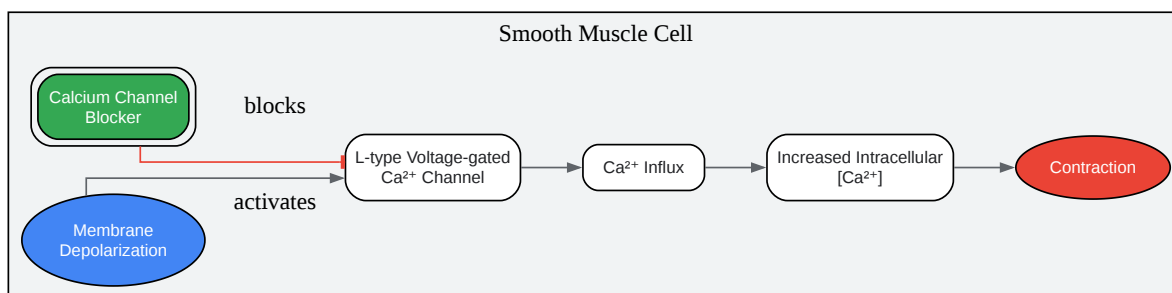 Smooth Muscle Cell
Calcium Channel
Blocker
blocks
L-type Voltage-gated
Ca²⁺ Channel
Ca²⁺ Influx
Increased Intracellular
[Ca²⁺]
Contraction
activates
Membrane
Depolarization